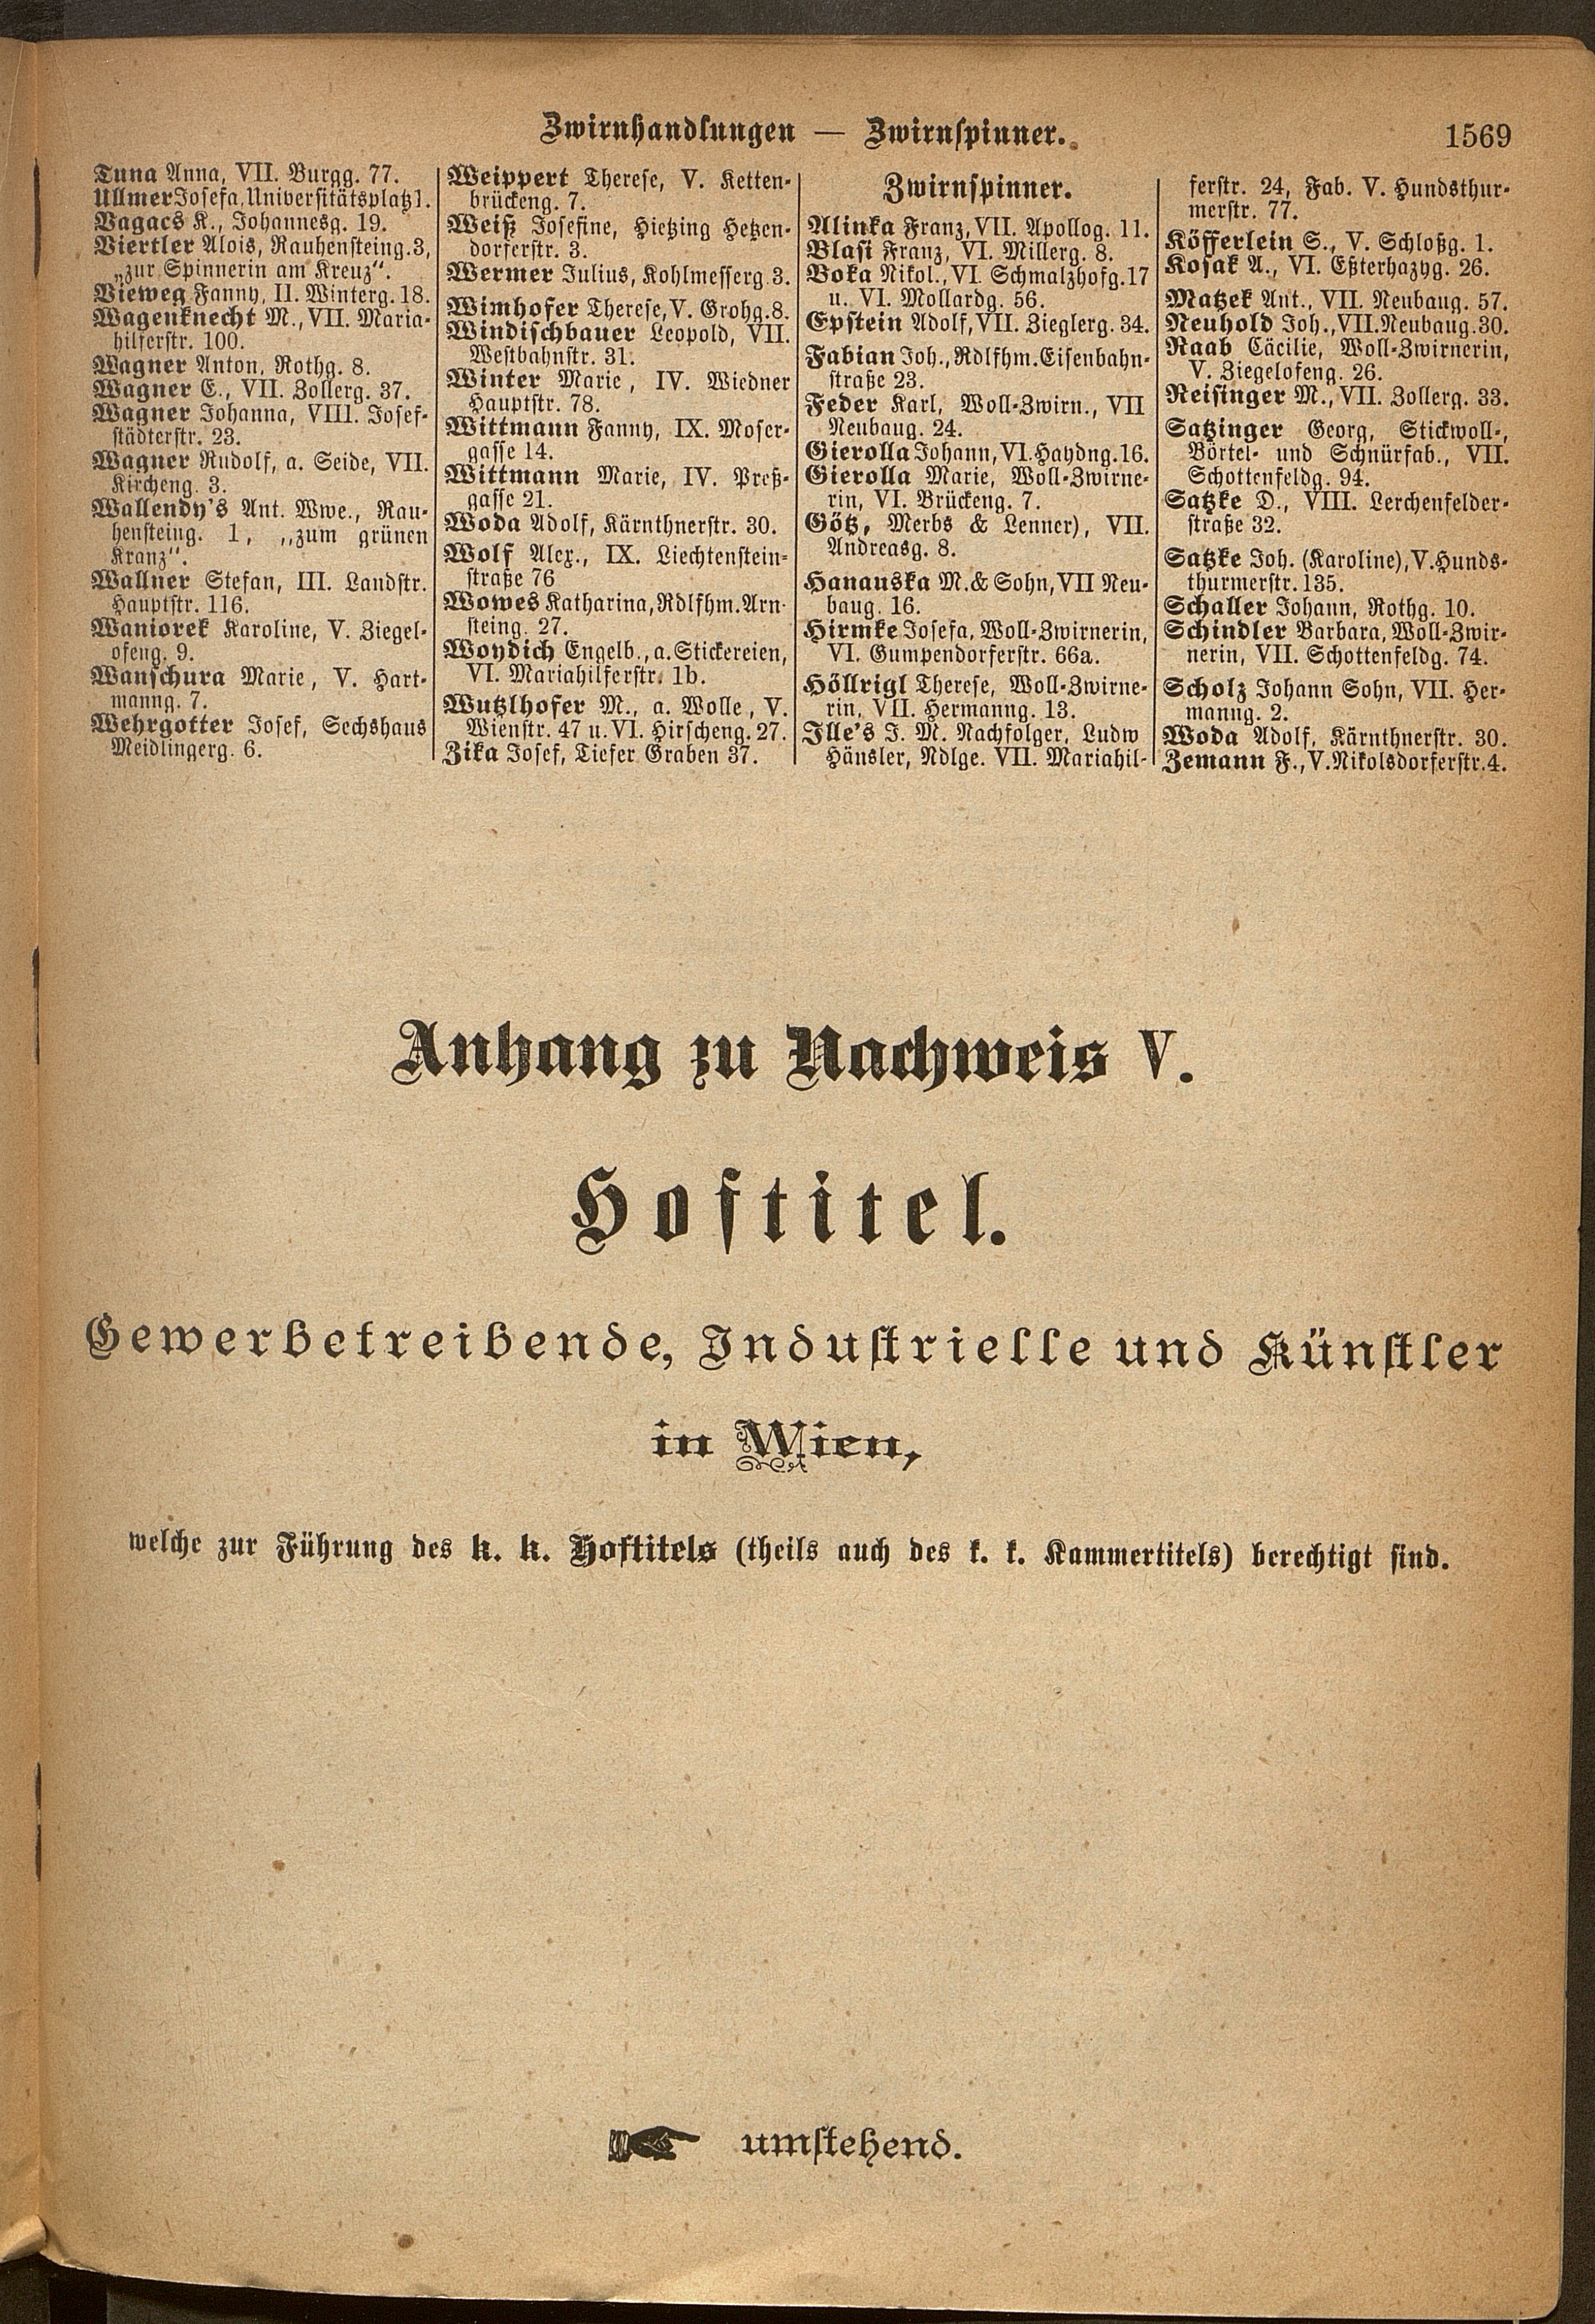 Zwirnhandlungen — Zwirnspinner.
1569
Tuna Anna, VII. Burgg. 77.
Ullmer Josefa, Universitätsplatz 1.
Vagacs K., Johannesg. 19.
Viertler Alois, Rauhensteing. 3,
„zur Spinnerin am Kreuz“.
Vieweg Fanny, II. Winterg. 18.
Wagenknecht M., VII. Maria-
hilferstr. 100.
Wagner Anton, Rothg. 8.
Wagner E., VII. Zollerg. 37.
Wagner Johanna, VIII. Josef-
städterstr. 23.
Wagner Rudolf, a. Seide, VII.
Kircheng. 3.
Wallendy's Ant. Wwe., Rau-
hensteing. 1, „zum grünen
Kranz“.
Wallner Stefan, III. Landstr.
Hauptstr. 116.
Waniorek Karoline, V. Ziegel-
ofeng. 9.
Wanschura Marie, V. Hart-
manng. 7.
Wehrgotter Josef, Sechshaus
Meidlingerg. 6.
Weippert Therese, V. Ketten-
brückeng. 7.
Weiß Josefine, Hietzing Hetzen-
dorferstr. 3.
Wermer Julius, Kohlmesserg. 3.
Wimhofer Therese, V. Grohg. 8.
Windischbauer Leopold, VII.
Westbahnstr. 31.
Winter Marie, IV. Wiedner
Hauptstr. 78.
Wittmann Fanny, IX. Moser-
gasse 14.
Wittmann Marie, IV. Preß-
gasse 21.
Woda Adolf, Kärnthnerstr. 30.
Wolf Alex., IX. Liechtenstein-
straße 76
Wowes Katharina, Rdlfhm. Arn-
steing. 27.
Woydich Engelb., a. Stickereien,
VI. Mariahilferstr. 1b.
Wutzlhofer M., a. Wolle, V.
Wienstr. 47 u. VI. Hirscheng. 27.
Zika Josef, Tiefer Graben 37.
Zwirnspinner.
Alinka Franz, VII. Apollog. 11.
Blasi Franz, VI. Millerg. 8.
Boka Nikol., VI. Schmalzhofg. 17
u. VI. Mollardg. 56.
Epstein Adolf, VII. Zieglerg. 34.
Fabian Joh., Rdlfhm. Eisenbahn-
straße 23.
Feder Karl, Woll-Zwirn., VII
Neubaug. 24.
Gierolla Johann, VI. Haydng. 16.
Gierolla Marie, Woll-Zwirne-
rin, VI. Brückeng. 7.
Götz, Merbs & Lenner), VII.
Andreasg. 8.
Hanauska M. & Sohn, VII Neu-
baug. 16.
Hirmke Josefa, Woll-Zwirnerin,
VI. Gumpendorferstr. 66a.
Höllrigl Therese, Woll-Zwirne-
rin, VII. Hermanng. 13.
Ille's J. M. Nachfolger, Ludw
Häusler, Ndlge. VII. Mariahil-
ferstr. 24, Fab. V. Hundsthur-
merstr. 77.
Köfferlein S., V. Schloßg. 1.
Kosak A., VI. Eßterhazyg. 26.
Matzek Ant., VII. Neubaug. 57.
Neuhold Joh., VII. Neubaug. 30.
Raab Cäcilie, Woll-Zwirnerin,
V. Ziegelofeng. 26.
Reisinger M., VII. Zollerg. 33.
Satzinger Georg, Stickwoll-,
Börtel- und Schnürfab., VII.
Schottenfeldg. 94.
Satzke D., VIII. Lerchenfelder-
straße 32.
Satzke Joh. (Karoline), V. Hunds-
thurmerstr. 135.
Schaller Johann, Rothg. 10.
Schindler Barbara, Woll-Zwir-
nerin, VII. Schottenfeldg. 74.
Scholz Johann Sohn, VII. Her-
manng. 2.
Woda Adolf, Kärnthnerstr. 30.
Zemann F., V. Nikolsdorferstr. 4.
Anhang zu Nachweis V.
Hoftitel.
Gewerbetreibende, Industrielle und Künstler
in Wien,
welche zur Führung des k. k. Hoftitels (theils auch des k. k. Kammertitels) berechtigt sind.
umstehend.